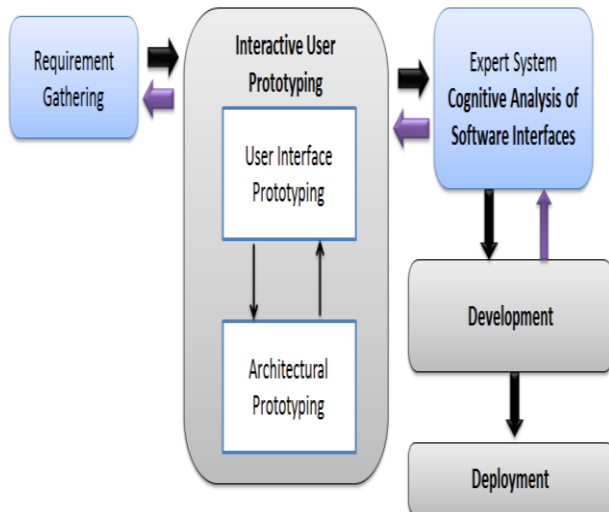 Requirement
Gathering
Interactive User
Prototyping
User Interface
Prototyping
Architectural
Prototyping
Expert System
Cognitive Analysis of
Software Interfaces
Development
Deployment